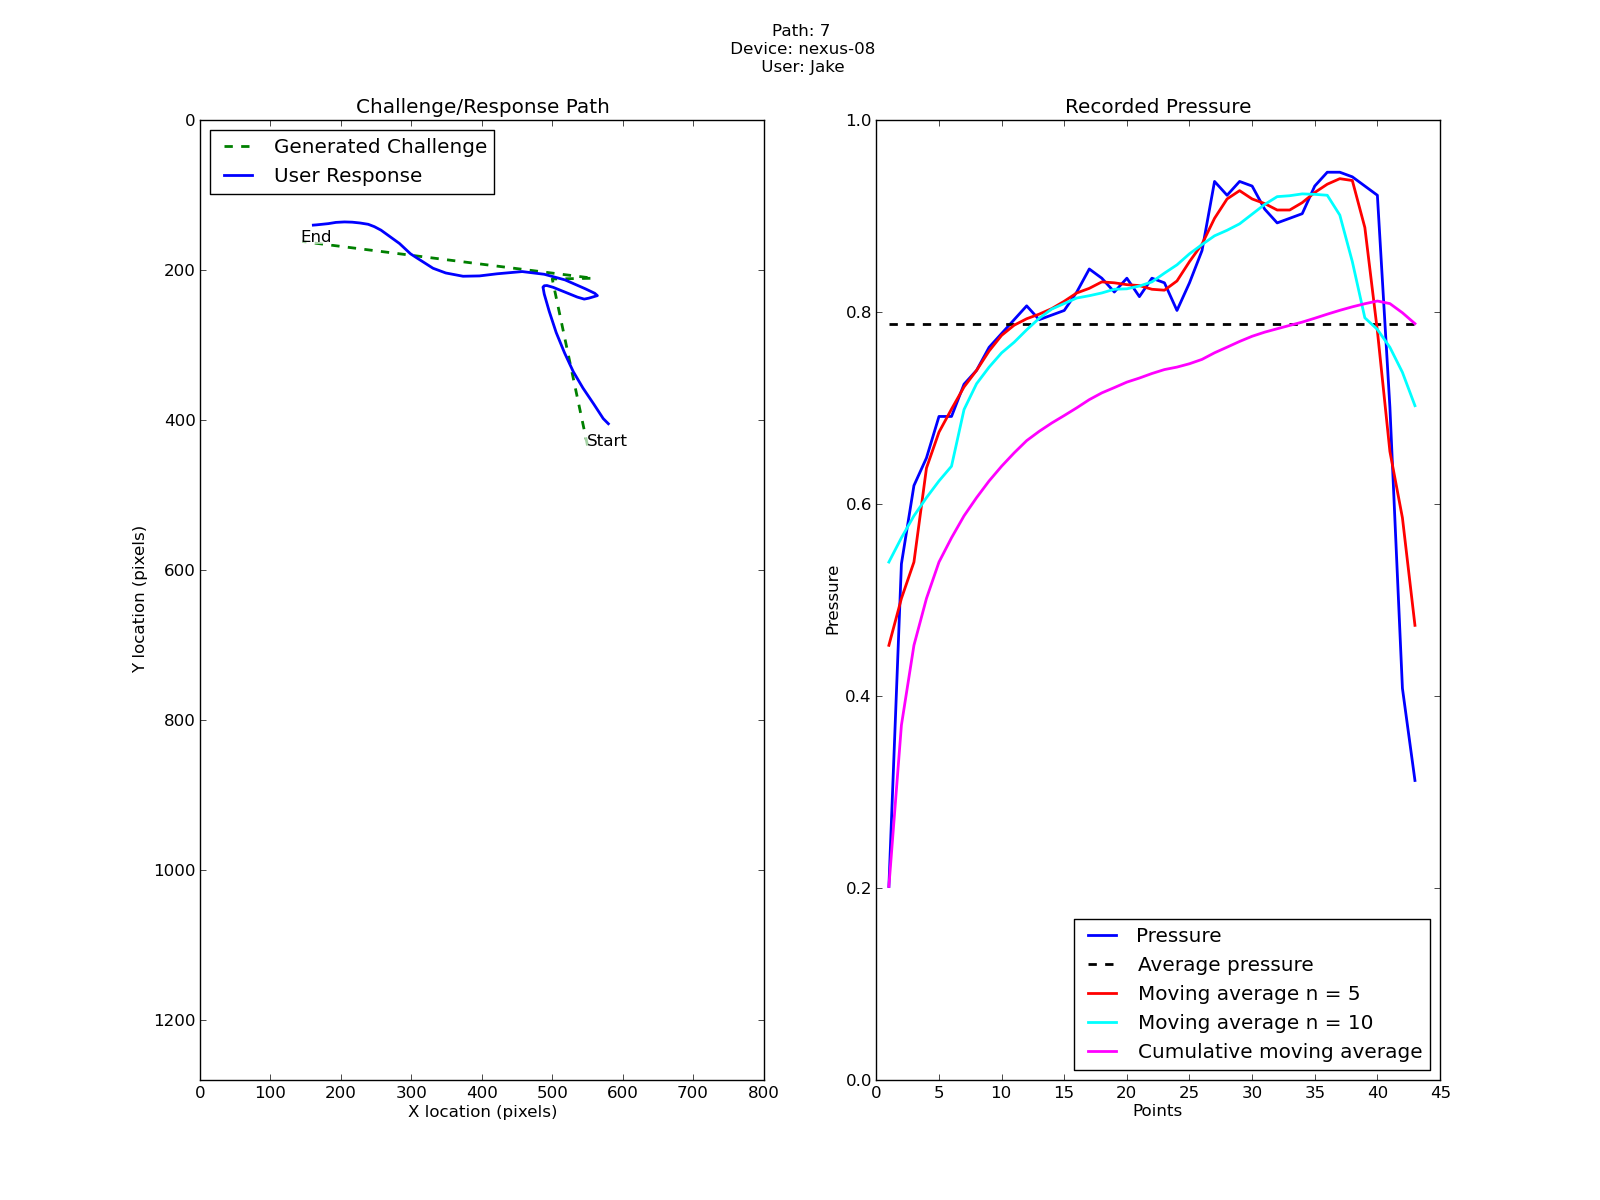 Path: 7
Device: nexus-08
User: Jake
Challenge/Response Path
Generated Challenge
User Response
End
Start
0
200
400
600
800
1000
1200
Y location (pixels)
0 100 200 300 400 500 600 700 800
X location (pixels)
Recorded Pressure
1.0
0.8
0.6
0.4
0.2
0.0
Pressure
Pressure
Average pressure
Moving average n = 5
Moving average n = 10
Cumulative moving average
0 5 10 15 20 25 30 35 40 45
Points